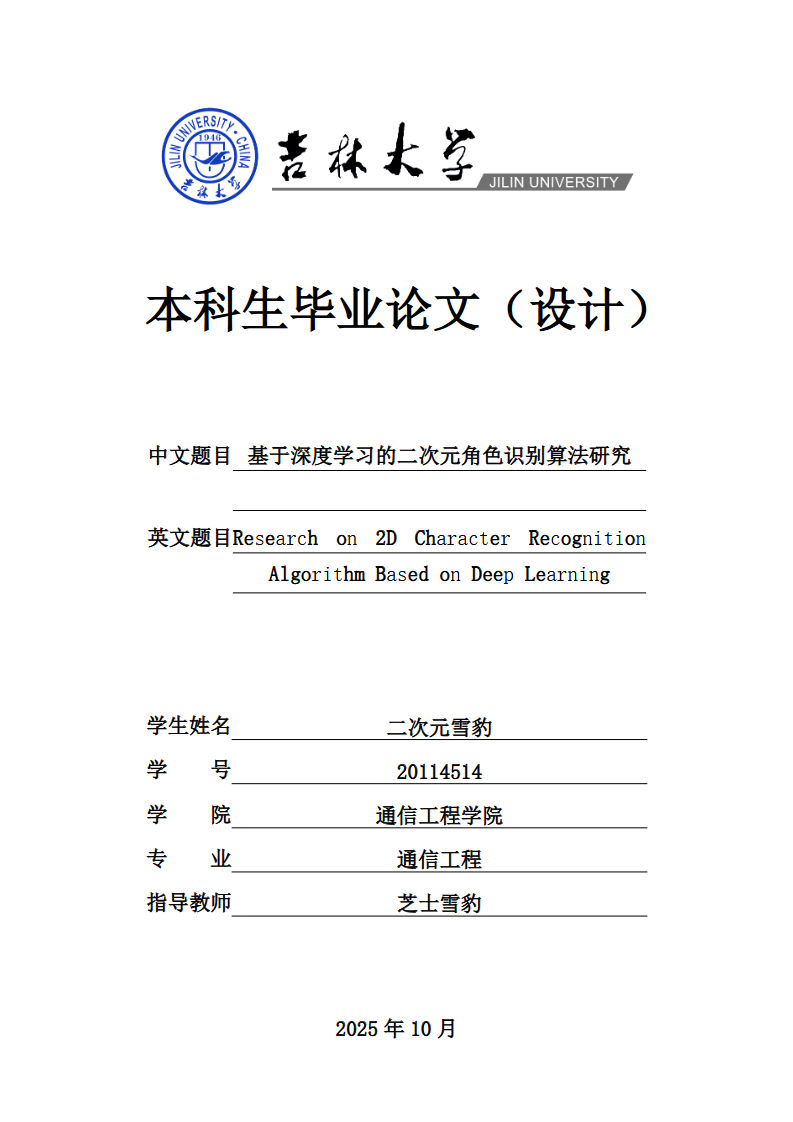 JILIN UNIVERSITY · CHINA
1946
吉林大学
吉林大学
JILIN UNIVERSITY
本科生毕业论文（设计）
中文题目 基于深度学习的二次元角色识别算法研究
英文题目 Research on 2D Character Recognition
Algorithm Based on Deep Learning
学生姓名 二次元雪豹
学 号 20114514
学 院 通信工程学院
专 业 通信工程
指导教师 芝士雪豹
2025 年 10 月